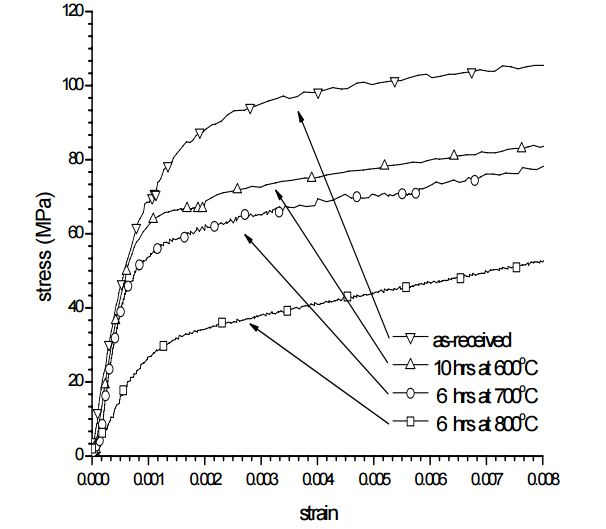 120
100
80
60
40
20
0
stress (MPa)
as-received
10 hrs at 600°C
6 hrs at 700°C
6 hrs at 800°C
0.000 0.001 0.002 0.003 0.004 0.005 0.006 0.007 0.008
strain